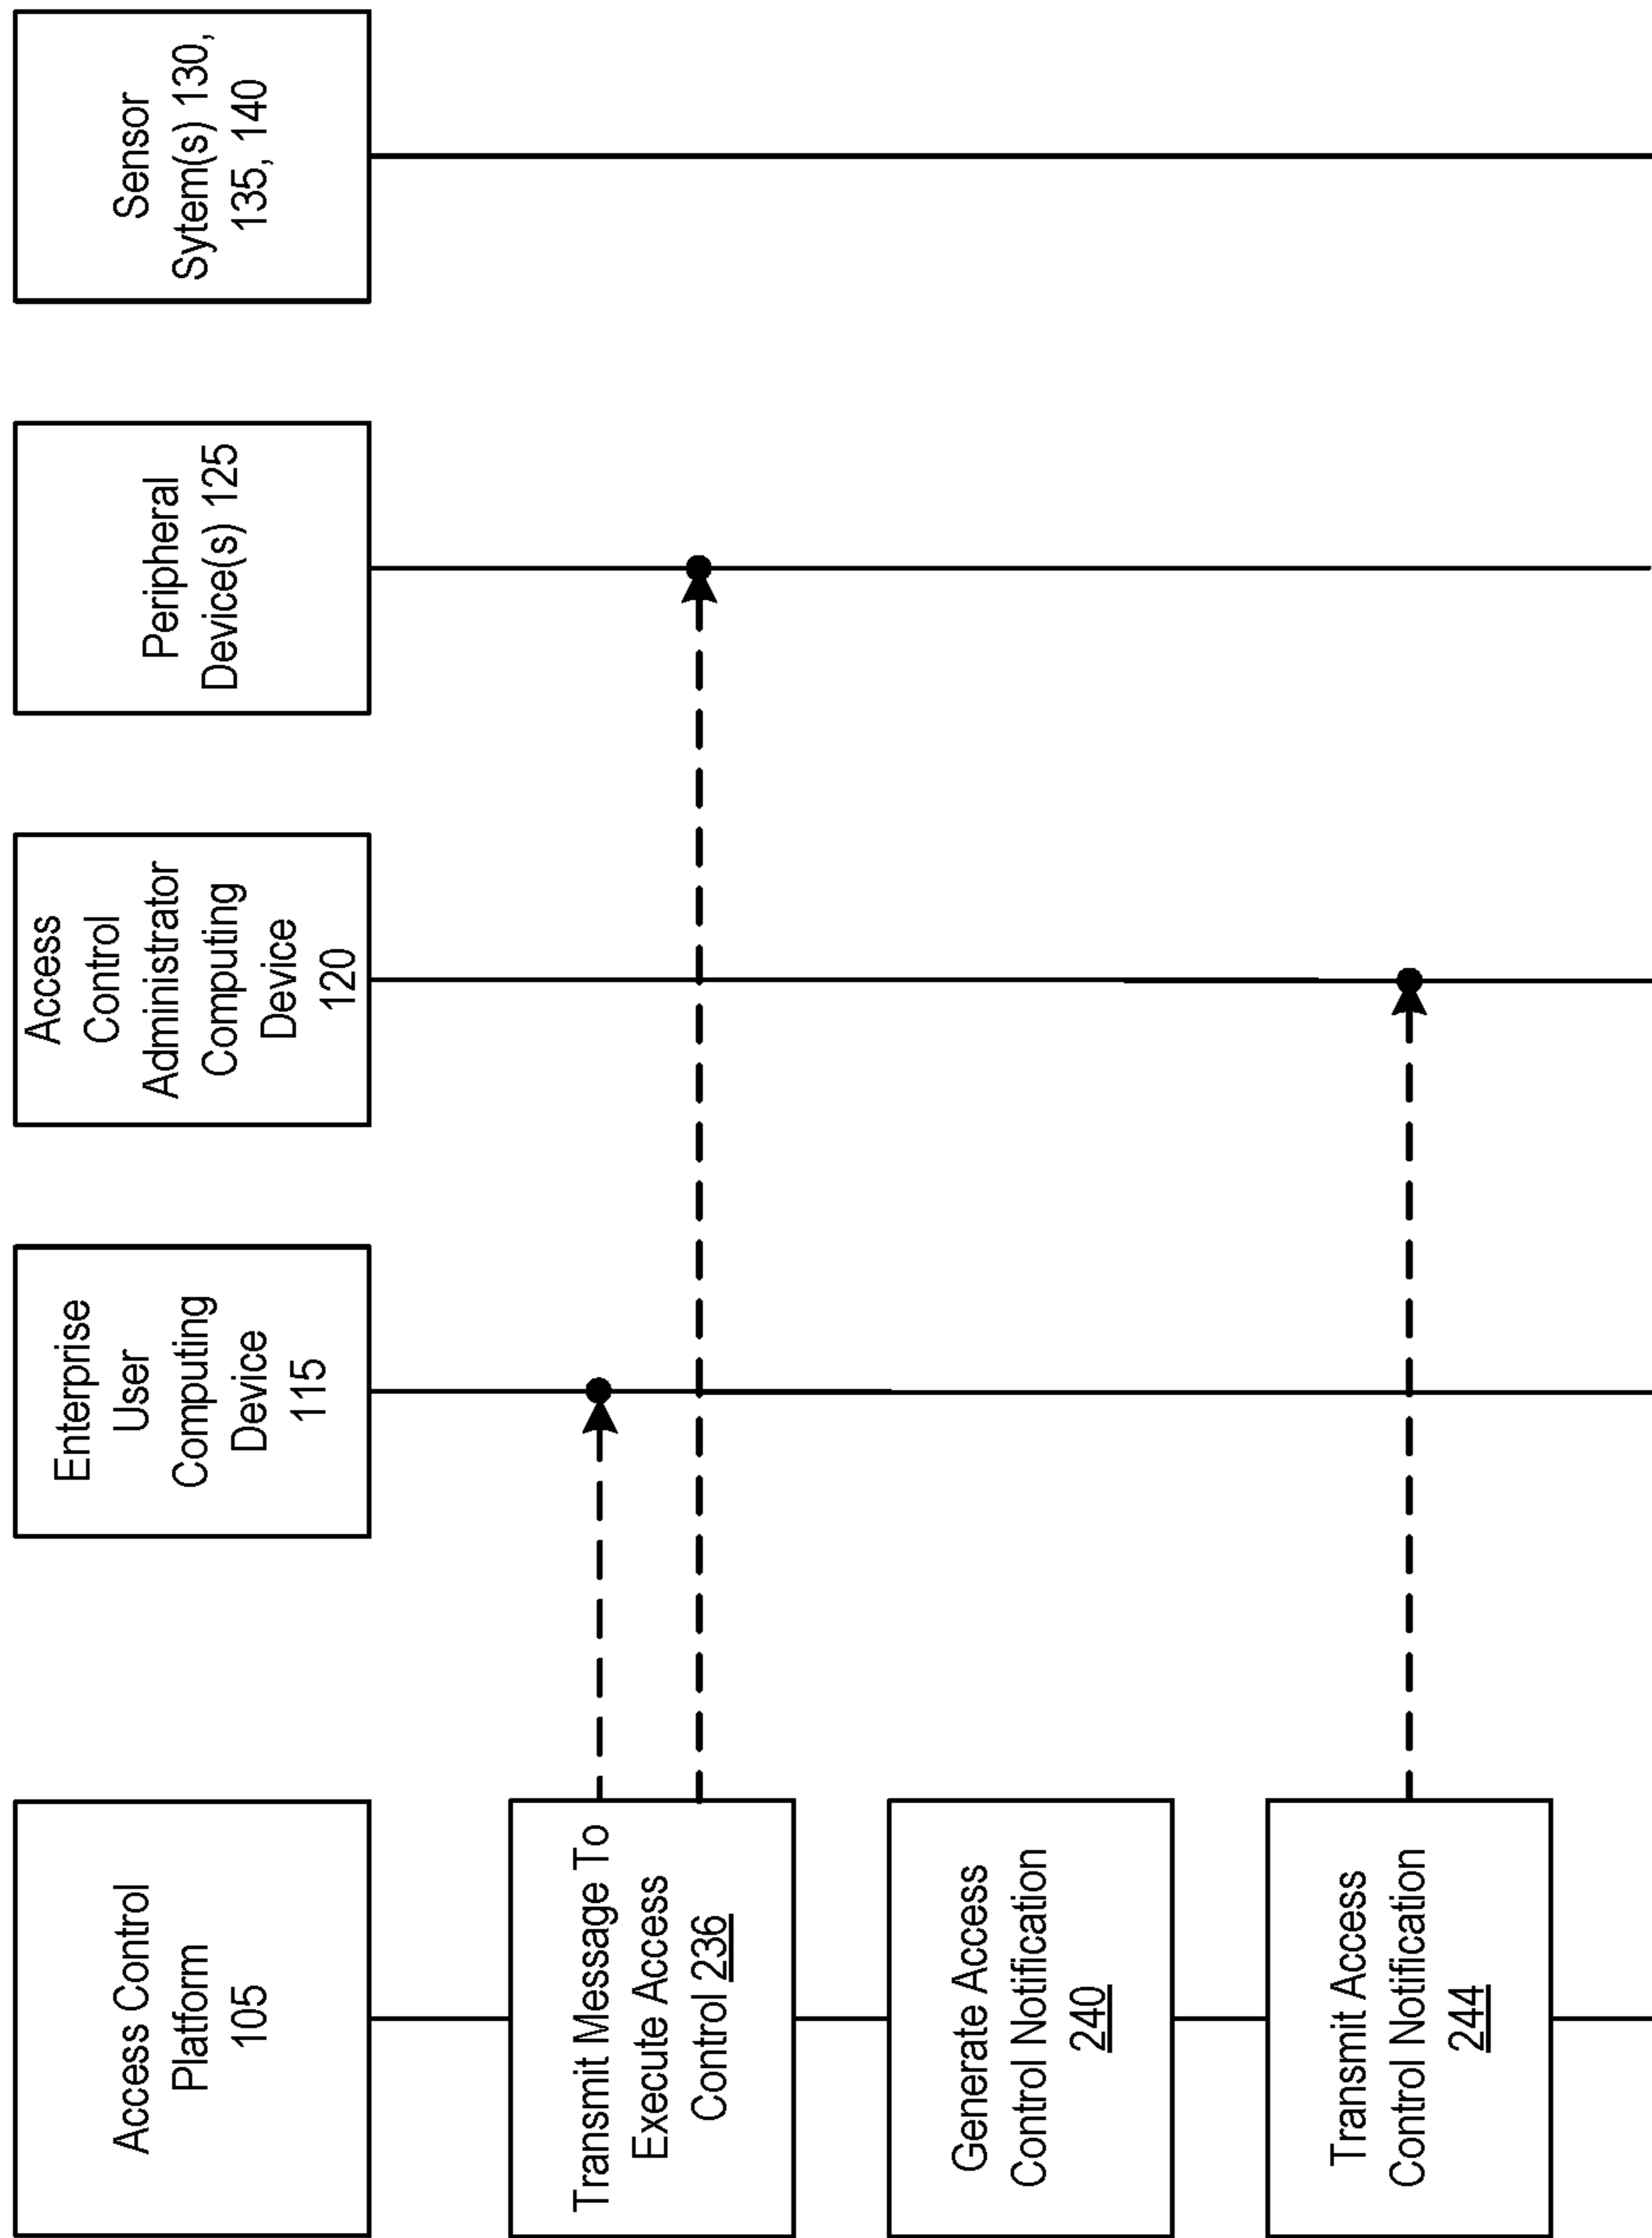 Access Control
Platform
105
Enterprise
User
Computing
Device
115
Access
Control
Administrator
Computing
Device
120
Peripheral
Device(s) 125
Sensor
Sytem(s) 130,
135, 140
Transmit Message To
Execute Access
Control 236
Generate Access
Control Notification
240
Transmit Access
Control Notification
244